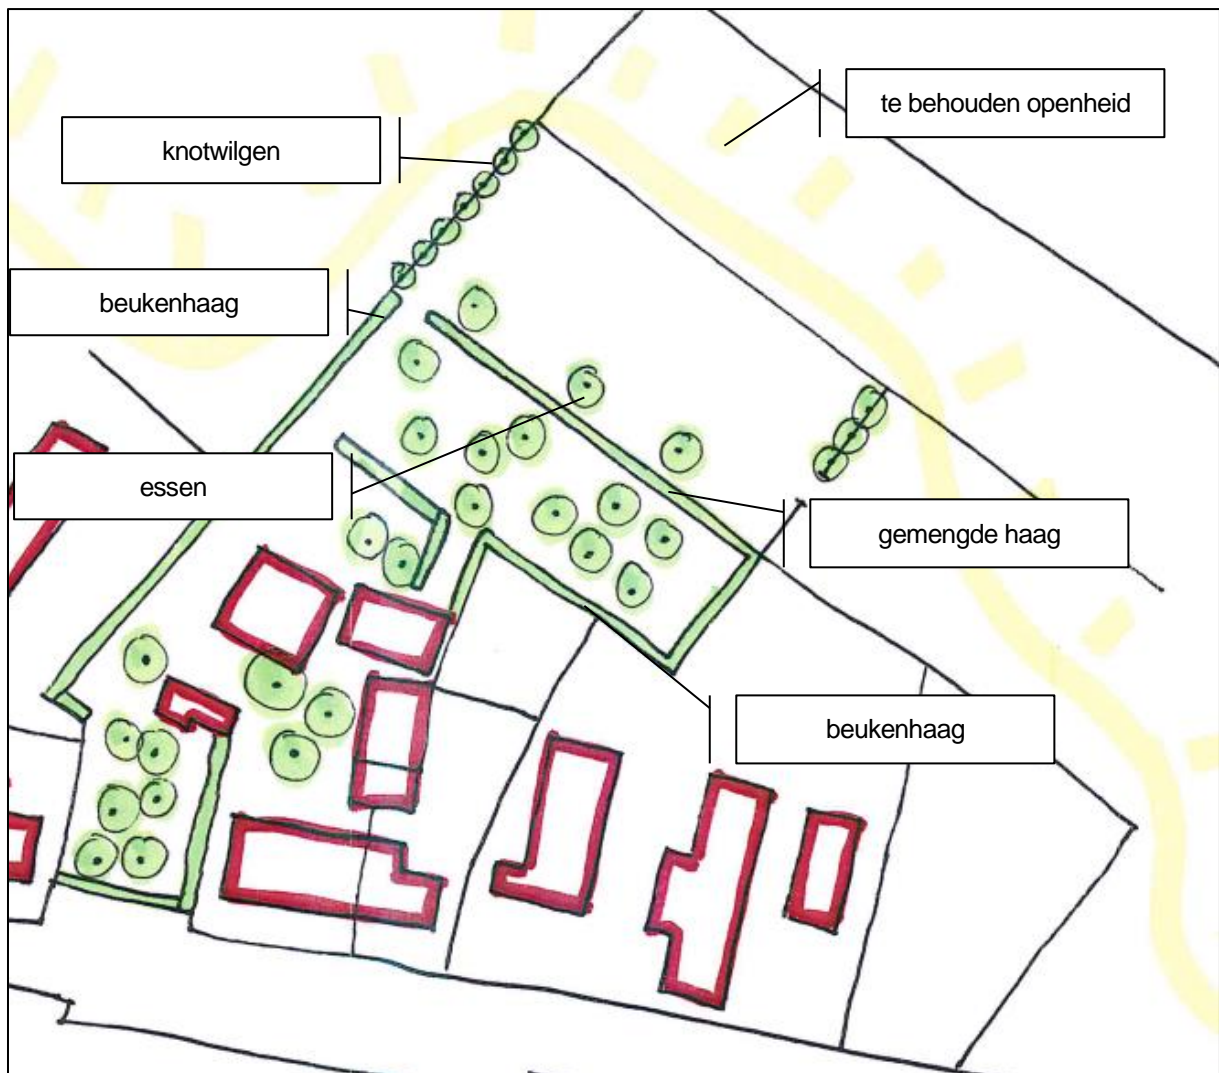 te behouden openheid
knotwilgen
beukenhaag
essen
gemengde haag
beukenhaag